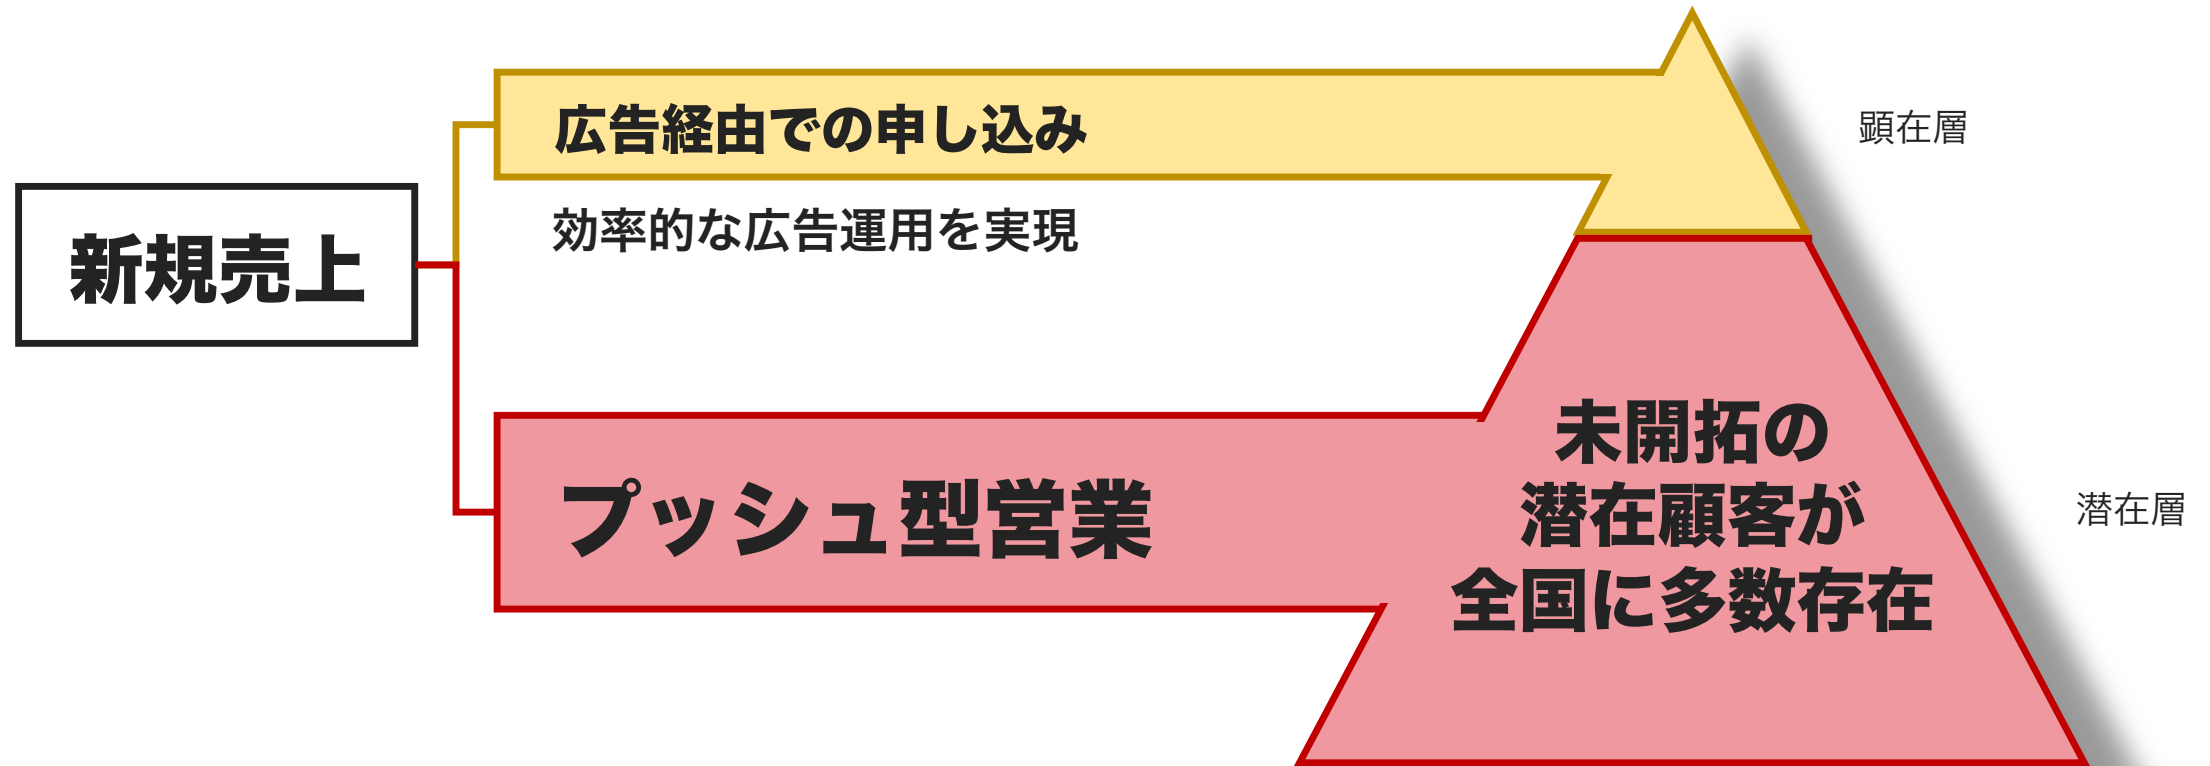 新規売上
広告経由での申し込み
効率的な広告運用を実現
顕在層
プッシュ型営業
未開拓の
潜在顧客が
全国に多数存在
潜在層